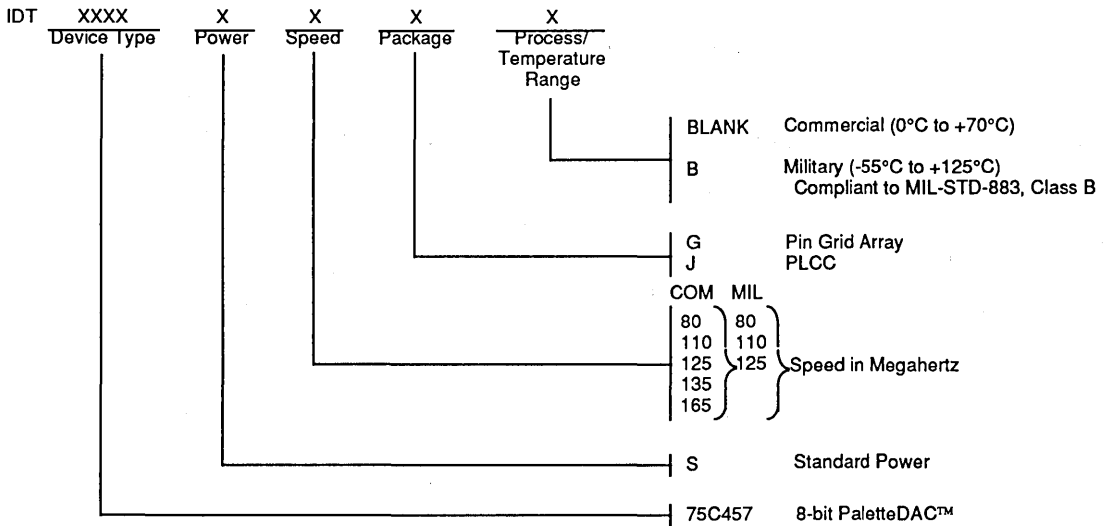 IDT XXXX X X X X
Device Type Power Speed Package Process/
Temperature
Range
BLANK Commercial (0°C to +70°C)
B Military (-55°C to +125°C)
Compliant to MIL-STD-883, Class B
G Pin Grid Array
J PLCC
COM MIL
80 80
110 110
125 125 Speed in Megahertz
135
165
S Standard Power
75C457 8-bit PaletteDAC™